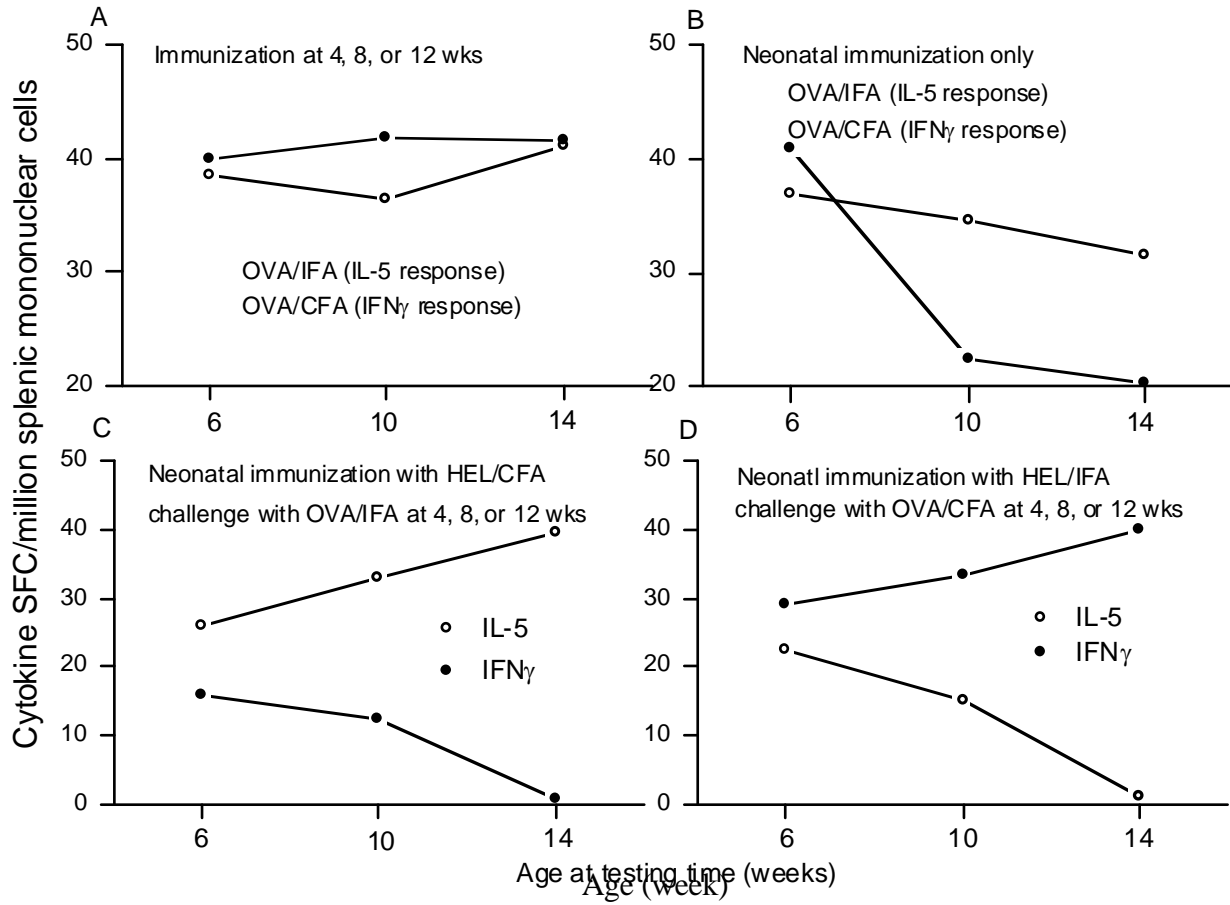 Cytokine SFC/million splenic mononuclear cells
A
50
40
30
20
Immunization at 4, 8, or 12 wks
OVA/IFA (IL-5 response)
OVA/CFA (IFNγ response)
6
10
14
B
50
40
30
20
Neonatal immunization only
OVA/IFA (IL-5 response)
OVA/CFA (IFNγ response)
6
10
14
C
50
40
30
20
10
0
Neonatal immunization with HEL/CFA
challenge with OVA/IFA at 4, 8, or 12 wks
IL-5
IFNγ
6
10
14
D
50
40
30
20
10
0
Neonatl immunization with HEL/IFA
challenge with OVA/CFA at 4, 8, or 12 wks
IL-5
IFNγ
6
10
14
Age at testing time (weeks)
Age (week)